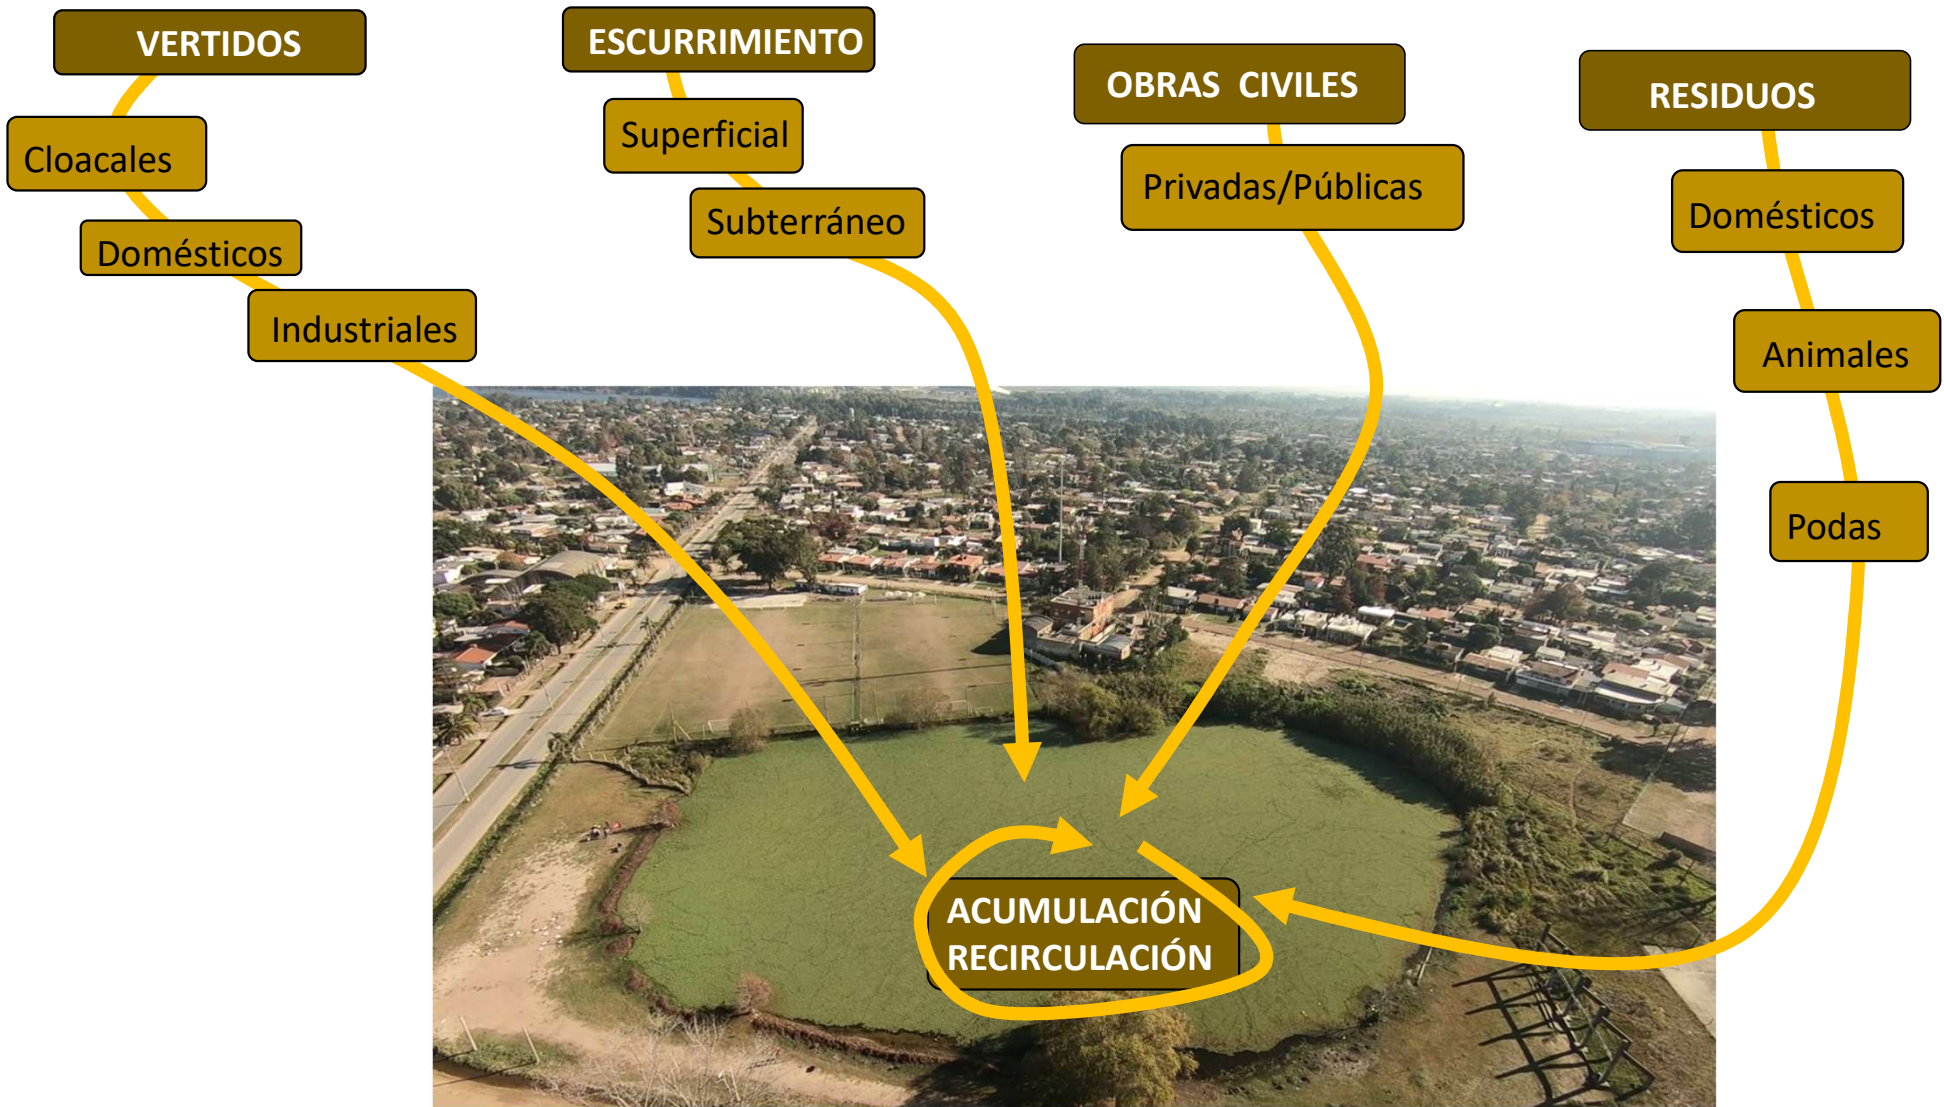 VERTIDOS
Cloacales
Domésticos
Industriales
ESCURRIMIENTO
Superficial
Subterráneo
OBRAS CIVILES
Privadas/Públicas
RESIDUOS
Domésticos
Animales
Podas
ACUMULACIÓN
RECIRCULACIÓN